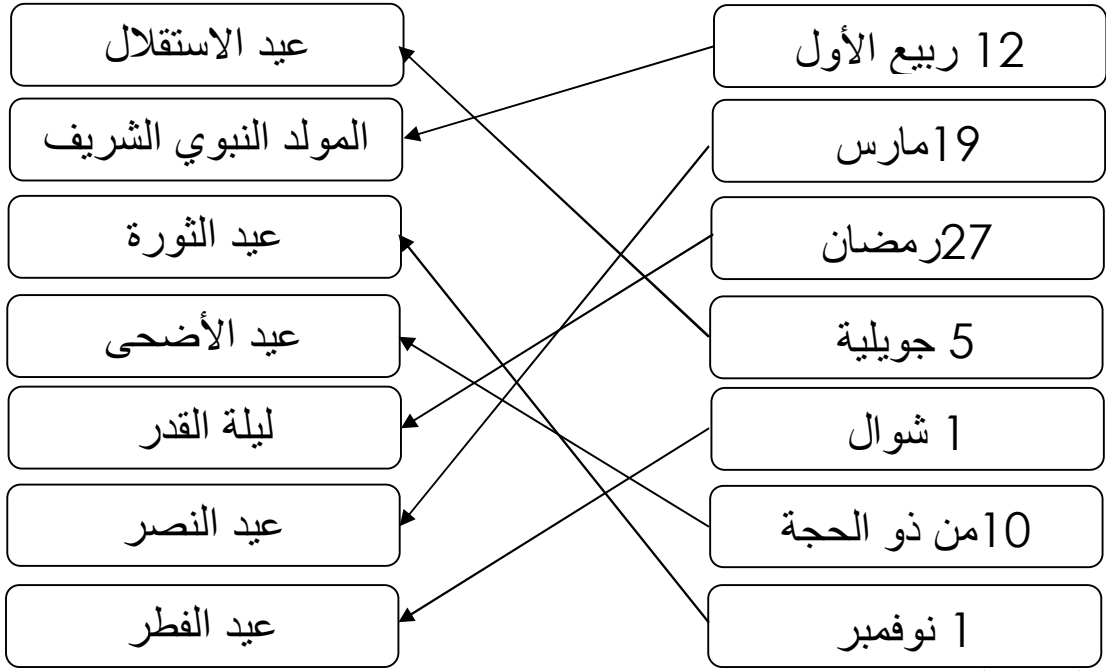 12 ربيع الأول
عيد الاستقلال
19مارس
المولد النبوي الشريف
27رمضان
عيد الثورة
5 جويلية
عيد الأضحى
1 شوال
ليلة القدر
10من ذو الحجة
عيد النصر
1 نوفمبر
عيد الفطر